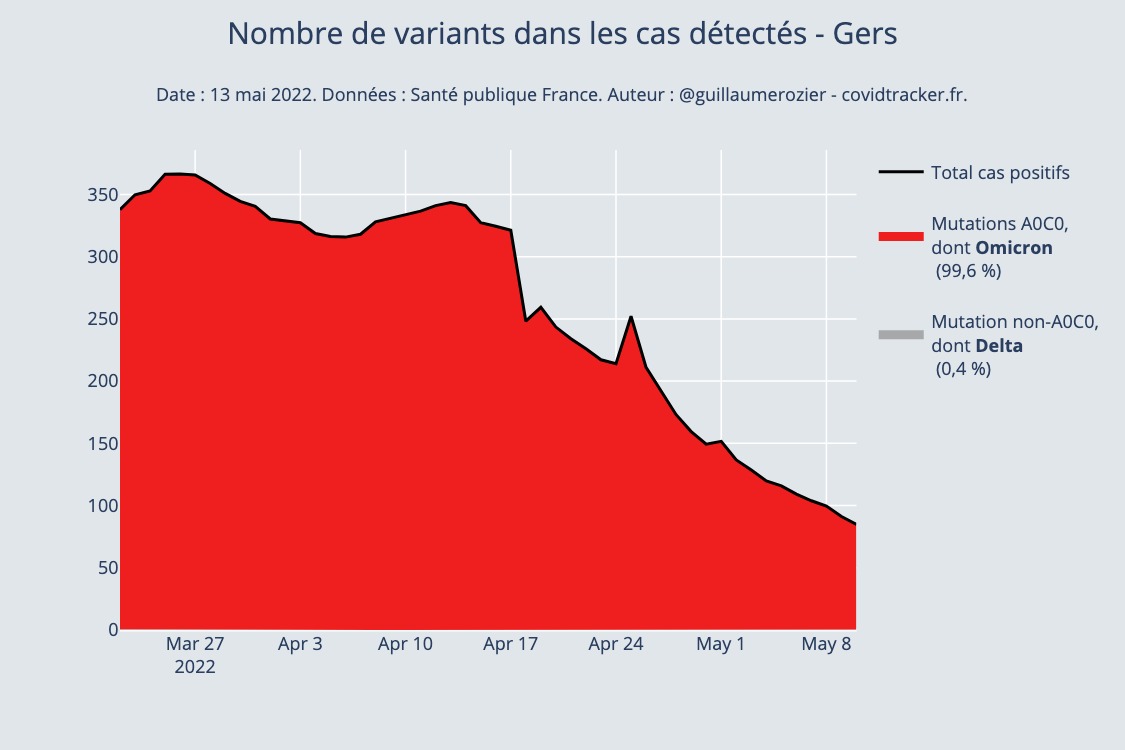 Nombre de variants dans les cas détectés - Gers
Date : 13 mai 2022. Données : Santé publique France. Auteur : @guillaumerozier - covidtracker.fr.
350
300
250
200
150
100
50
0
Mar 27
2022
Apr 3
Apr 10
Apr 17
Apr 24
May 1
May 8
Total cas positifs
Mutations A0C0,
dont Omicron
(99,6 %)
Mutation non-A0C0,
dont Delta
(0,4 %)